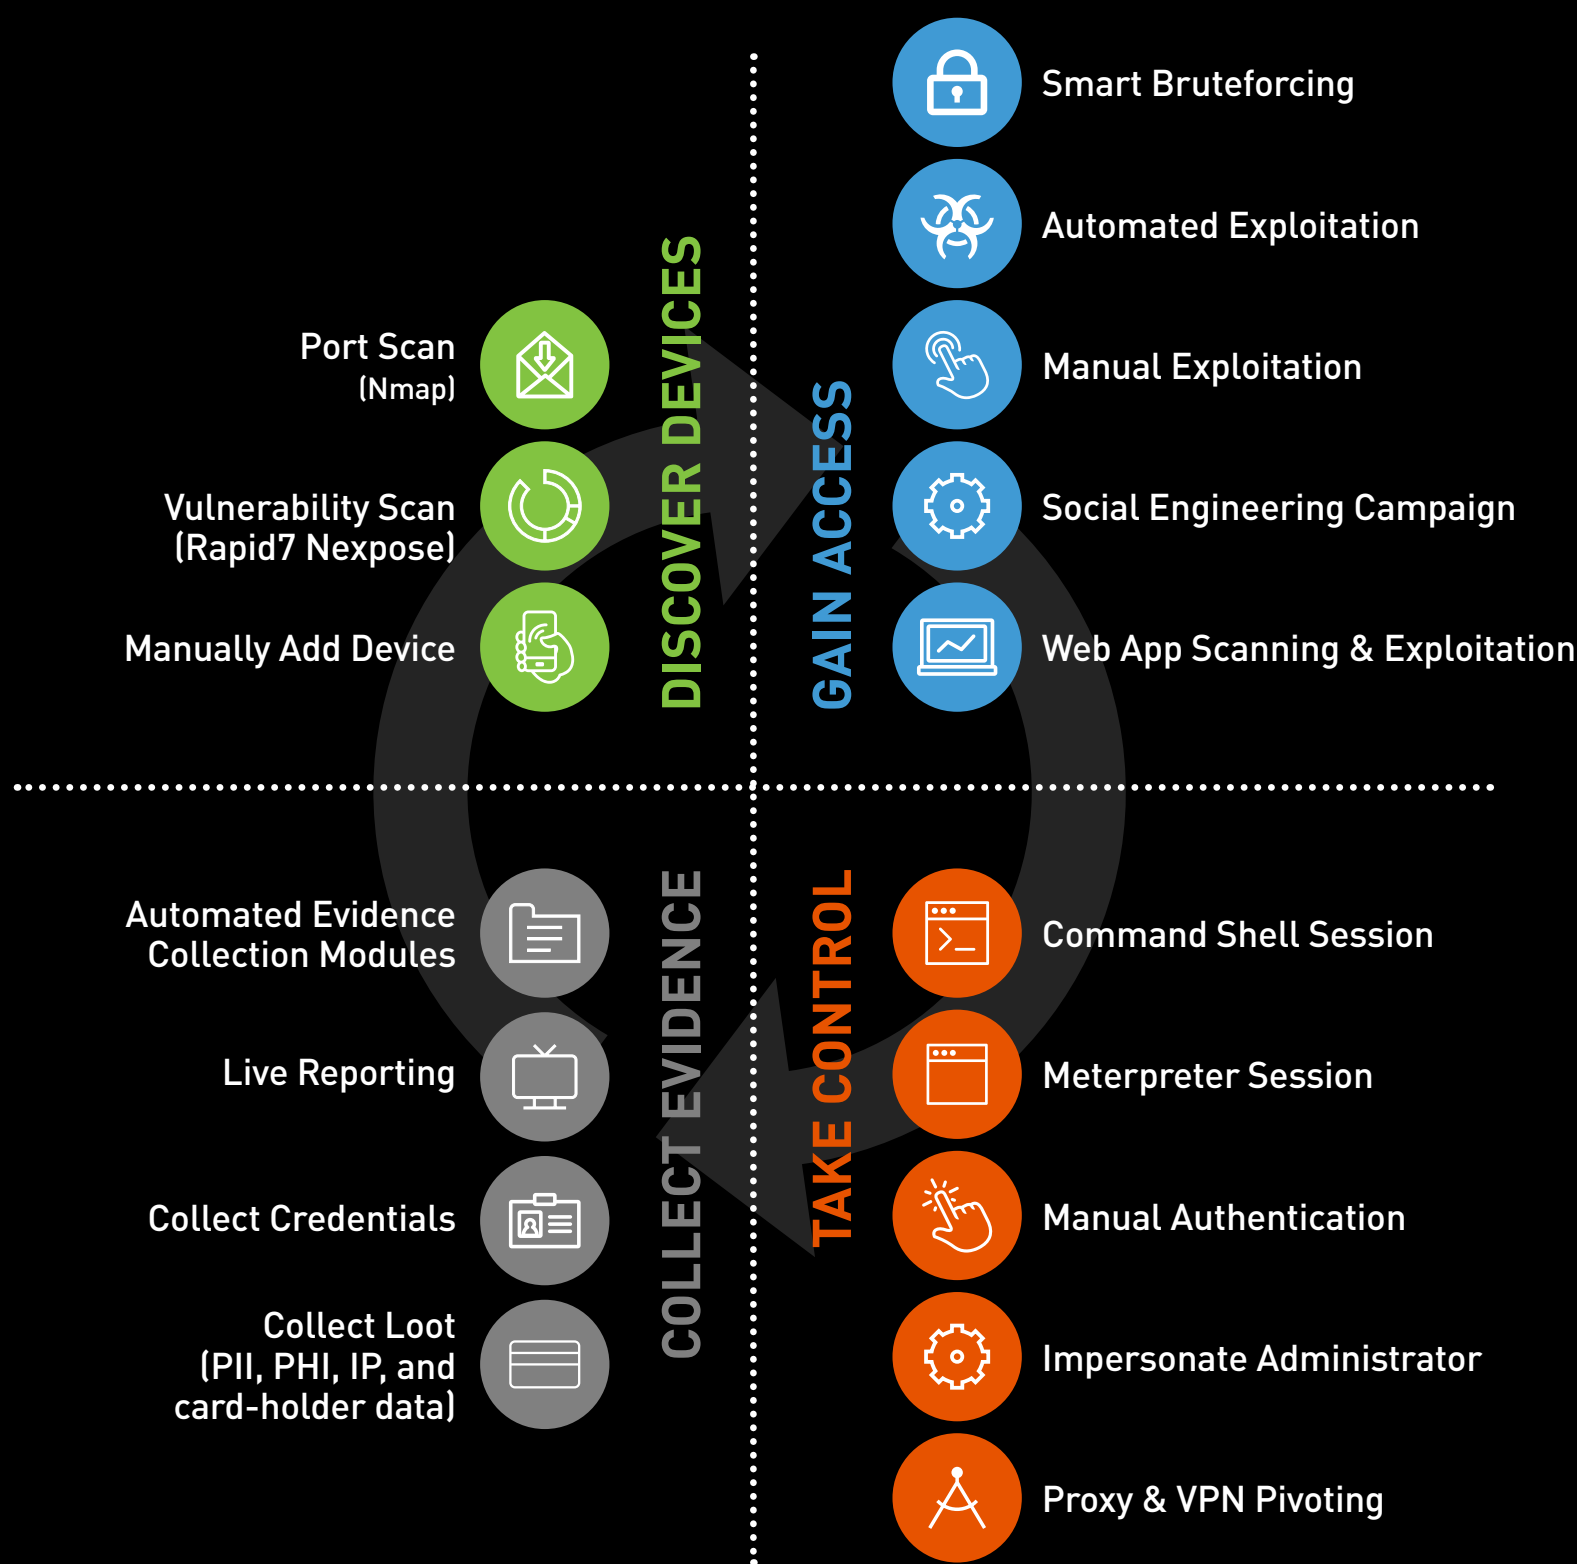 DISCOVER DEVICES
Port Scan
(Nmap)
Vulnerability Scan
(Rapid7 Nexpose)
Manually Add Device
GAIN ACCESS
Smart Bruteforcing
Automated Exploitation
Manual Exploitation
Social Engineering Campaign
Web App Scanning & Exploitation
TAKE CONTROL
Command Shell Session
Meterpreter Session
Manual Authentication
Impersonate Administrator
Proxy & VPN Pivoting
COLLECT EVIDENCE
Automated Evidence
Collection Modules
Live Reporting
Collect Credentials
Collect Loot
(PII, PHI, IP, and
card-holder data)